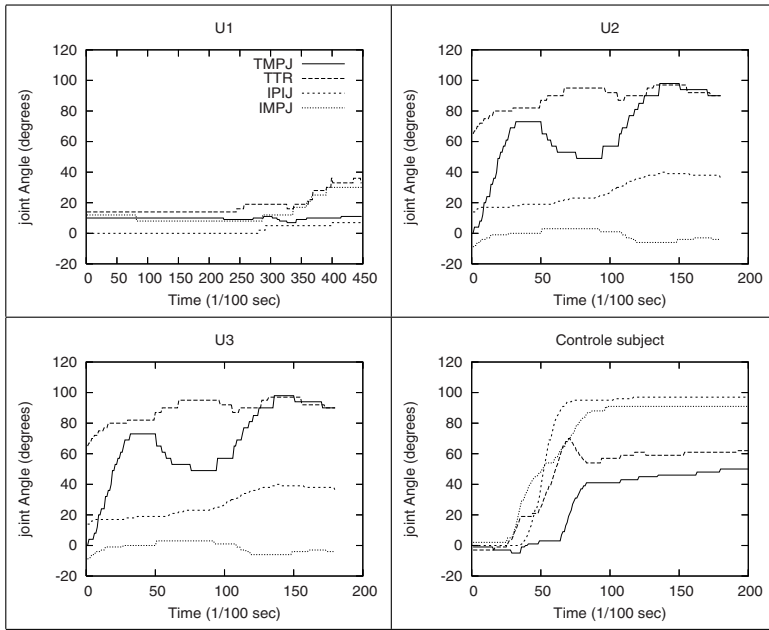 U1
120
100
80
60
40
20
0
-20
joint Angle (degrees)
TMPJ
TTR
IPIJ
IMPJ
0 50 100 150 200 250 300 350 400 450
Time (1/100 sec)
U2
120
100
80
60
40
20
0
-20
joint Angle (degrees)
0 50 100 150 200
Time (1/100 sec)
U3
120
100
80
60
40
20
0
-20
joint Angle (degrees)
0 50 100 150 200
Time (1/100 sec)
Controle subject
120
100
80
60
40
20
0
-20
joint Angle (degrees)
0 50 100 150 200
Time (1/100 sec)